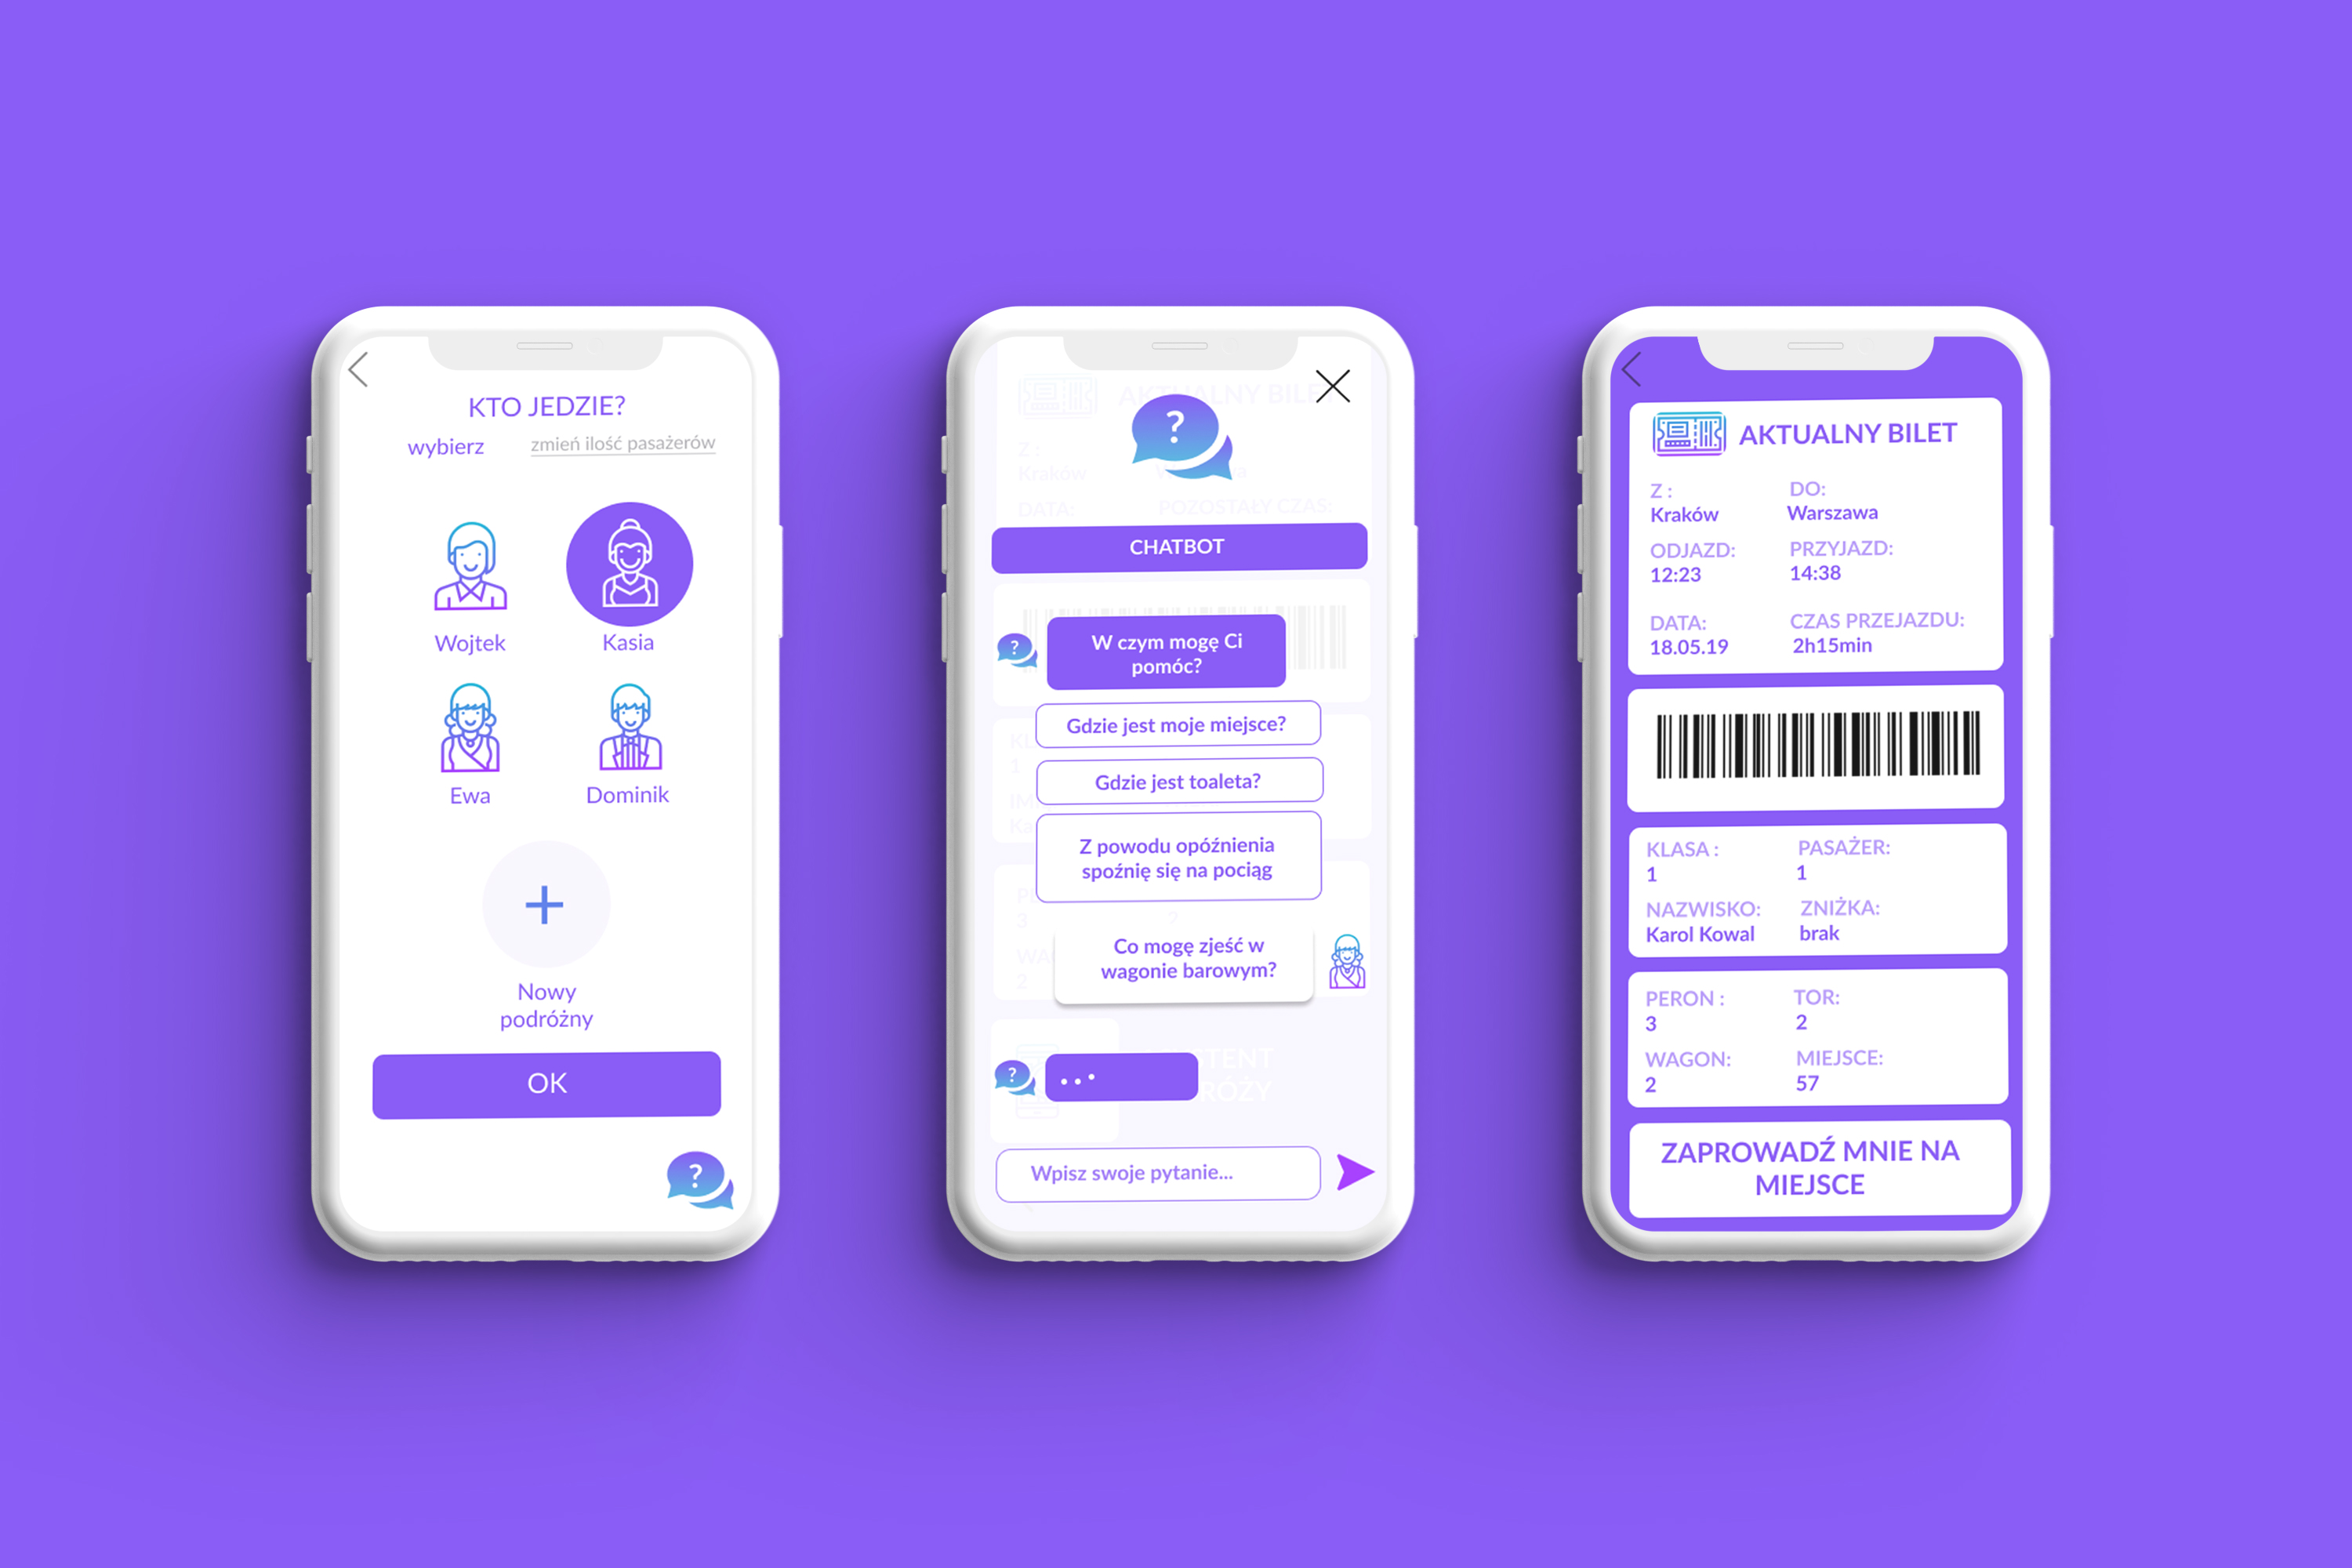 KTO JEDZIE?
wybierz zmień ilość pasażerów
Wojtek Kasia
Ewa Dominik
Nowy
podróżny
OK
?
AKTUALNY BILET
?
Z :
Kraków
DATA: POZOSTAŁY CZAS:
CHATBOT
?
W czym mogę Ci
pomóc?
Gdzie jest moje miejsce?
Gdzie jest toaleta?
Z powodu opóźnienia
spoźnię się na pociąg
3 2
Co mogę zjeść w
wagonie barowym?
2
?
...
Wpisz swoje pytanie...
AKTUALNY BILET
Z : DO:
Kraków Warszawa
ODJAZD: PRZYJAZD:
12:23 14:38
DATA: CZAS PRZEJAZDU:
18.05.19 2h15min
KLASA : PASAŻER:
1 1
NAZWISKO: ZNIŻKA:
Karol Kowal brak
PERON : TOR:
3 2
WAGON: MIEJSCE:
2 57
ZAPROWADŹ MNIE NA
MIEJSCE